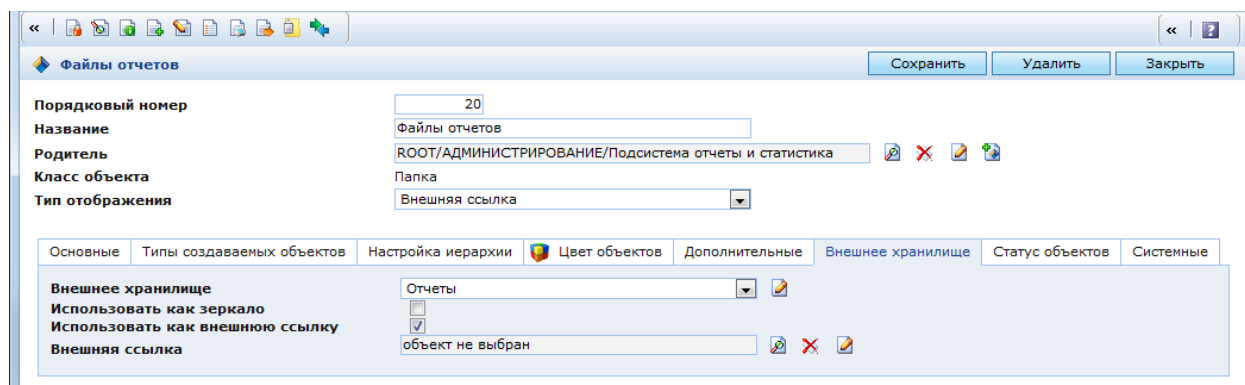 «
« ?
Файлы отчетов Сохранить Удалить Закрыть
Порядковый номер 20
Название Файлы отчетов
Родитель ROOT/АДМИНИСТРИРОВАНИЕ/Подсистема отчеты и статистика
Класс объекта Папка
Тип отображения Внешняя ссылка
Основные Типы создаваемых объектов Настройка иерархии Цвет объектов Дополнительные Внешнее хранилище Статус объектов Системные
Внешнее хранилище Отчеты
Использовать как зеркало
Использовать как внешнюю ссылку
Внешняя ссылка объект не выбран